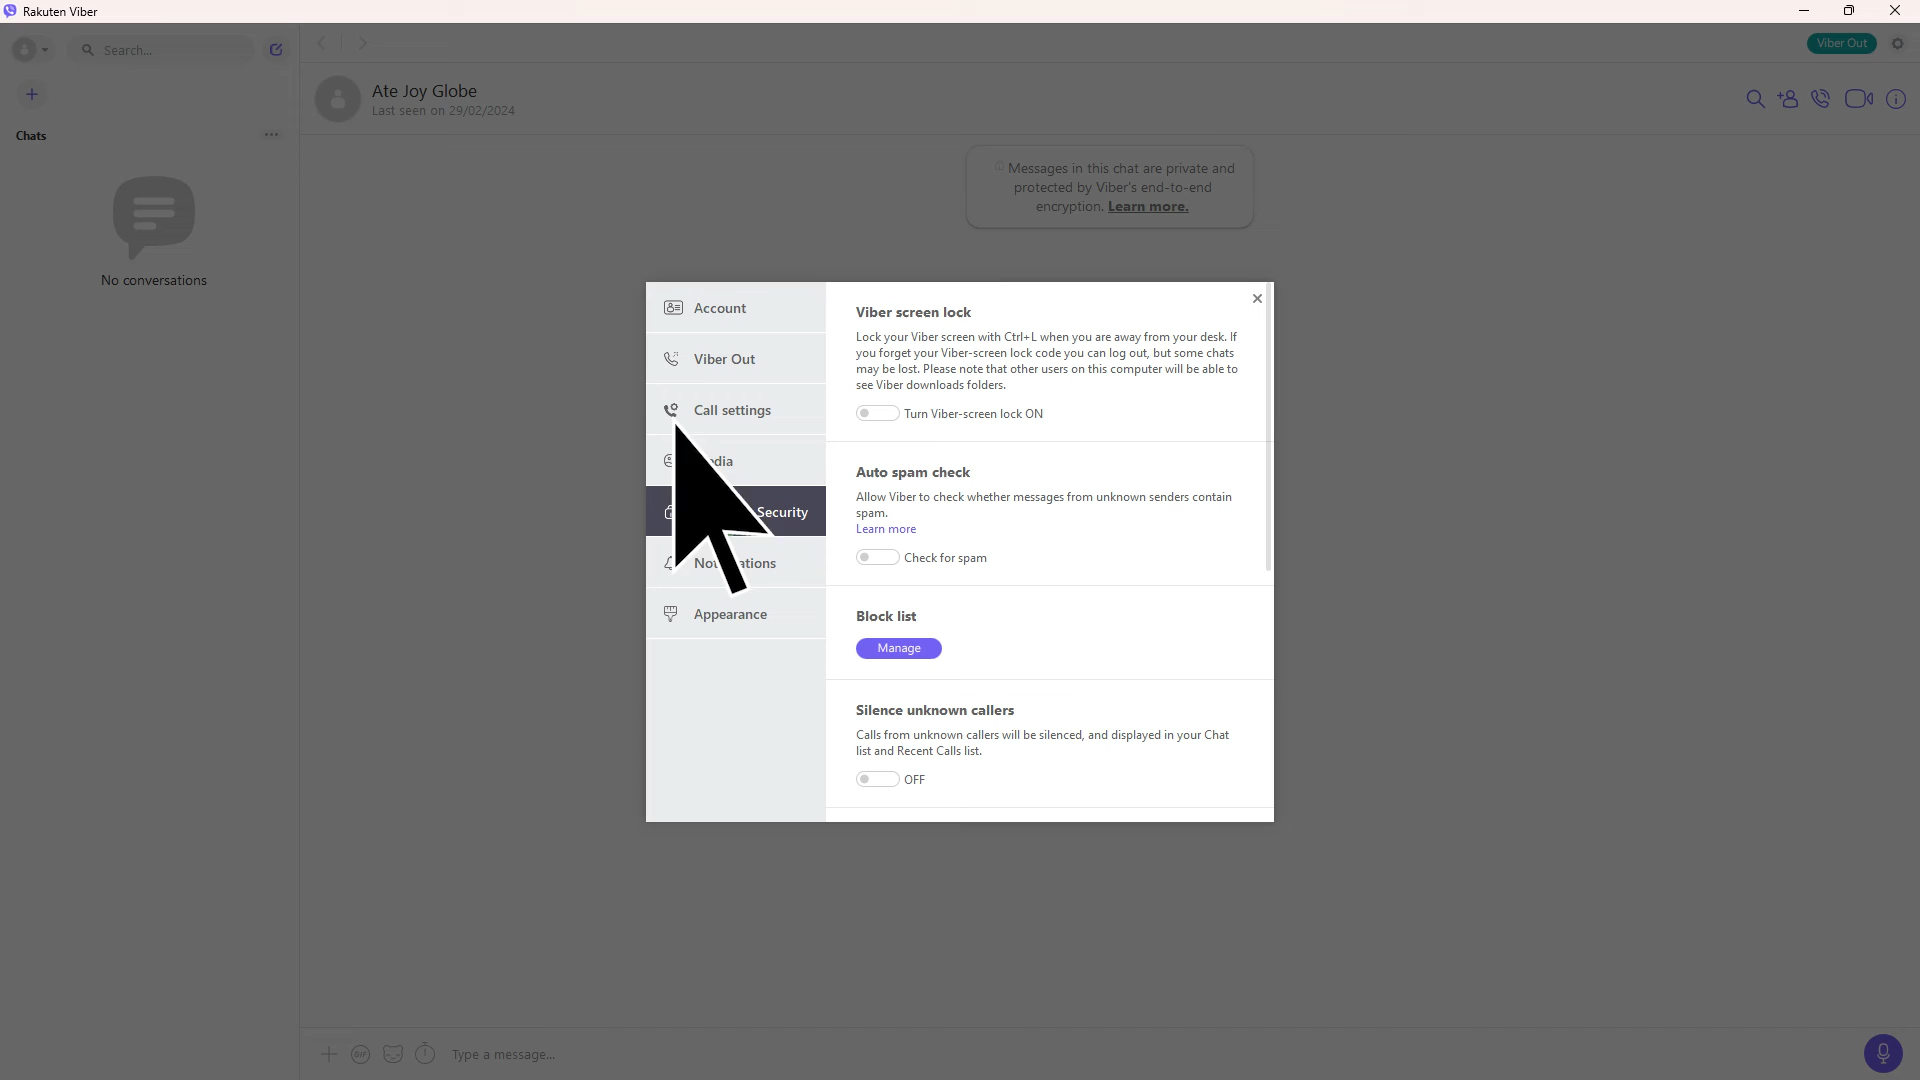 Rakuten Viber
Search...
Viber Out
Ate Joy Globe
Last seen on 29/02/2024
Chats
No conversations
Messages in this chat are private and
protected by Viber's end-to-end
encryption. Learn more.
Account
Viber Out
Call settings
dia
Security
ations
Appearance
Viber screen lock
Lock your Viber screen with Ctrl+L when you are away from your desk. If
you forget your Viber-screen lock code you can log out, but some chats
may be lost. Please note that other users on this computer will be able to
see Viber downloads folders.
Turn Viber-screen lock ON
Auto spam check
Allow Viber to check whether messages from unknown senders contain
spam.
Learn more
Check for spam
Block list
Manage
Silence unknown callers
Calls from unknown callers will be silenced, and displayed in your Chat
list and Recent Calls list.
OFF
GIF
Type a message...